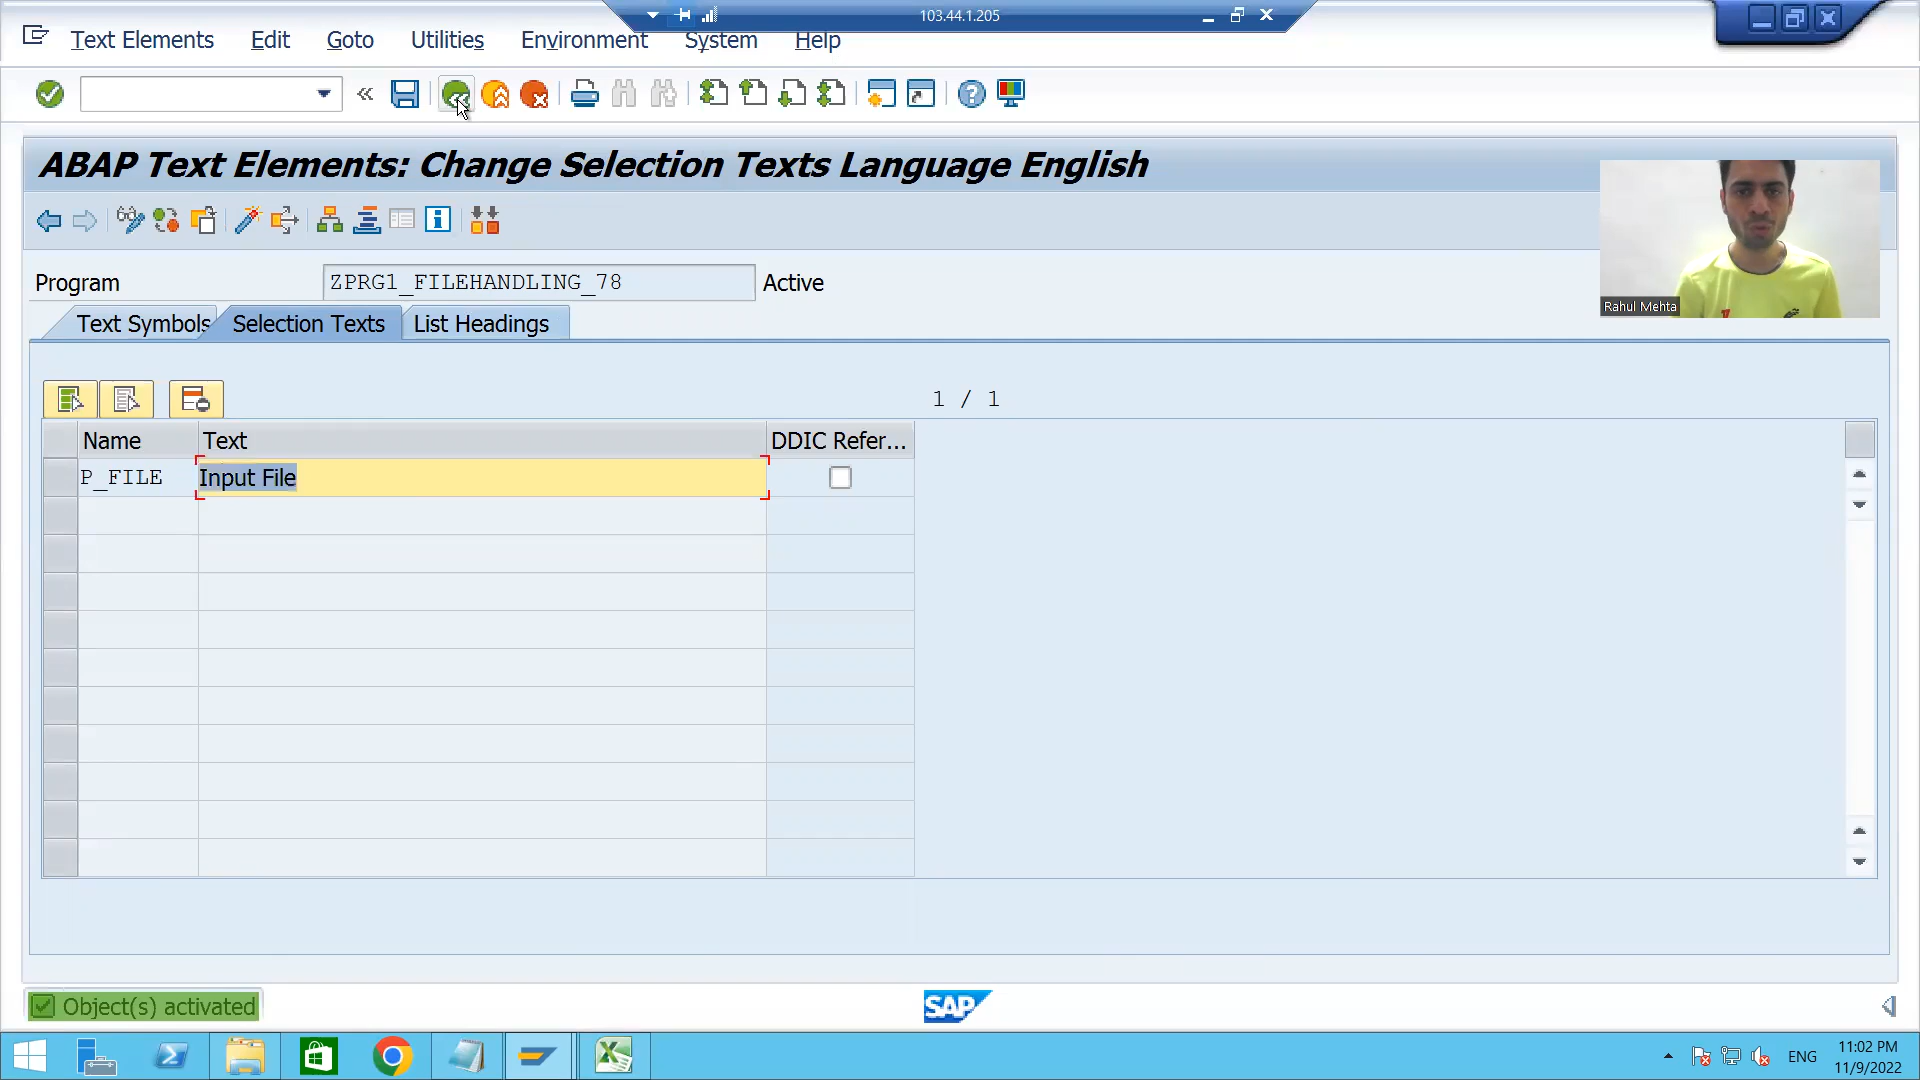 103.44.1.205
Text Elements Edit Goto Utilities Environment System Help
ABAP Text Elements: Change Selection Texts Language English
Program ZPRG1_FILEHANDLING_78 Active
Rahul Mehta
Text Symbols Selection Texts List Headings
1 / 1
Name Text DDIC Refer...
P_FILE Input File
Object(s) activated
SAP
ENG
11:02 PM
11/9/2022